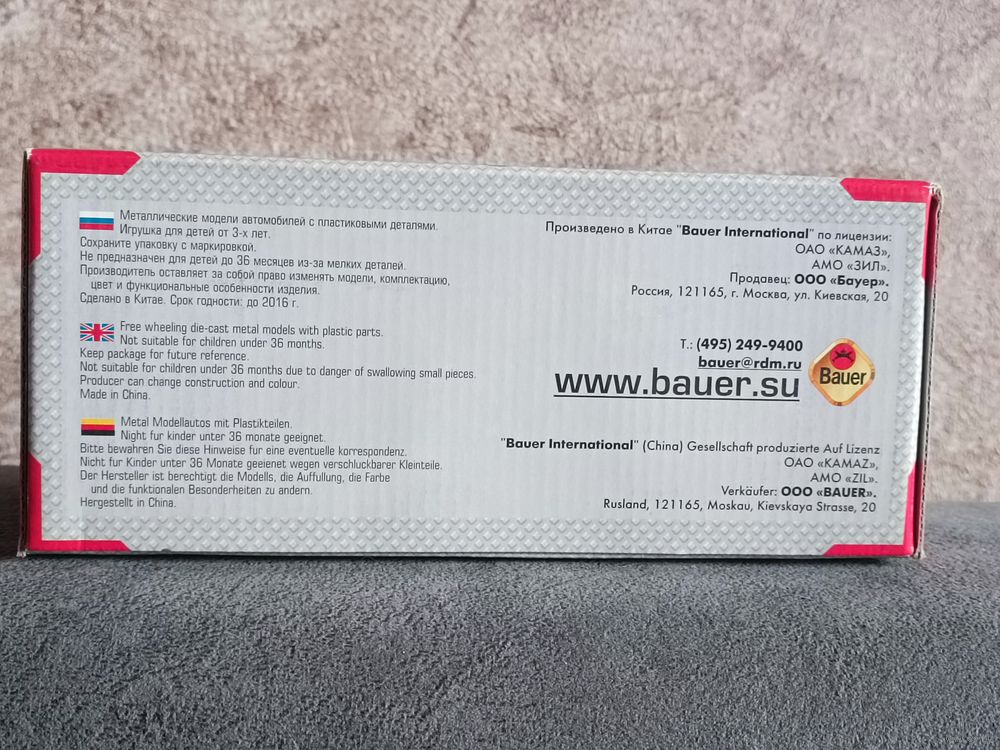 Металлические модели автомобилей с пластиковыми деталями.
Игрушка для детей от 3-х лет.
Сохраните упаковку с маркировкой.
Не предназначен для детей до 36 месяцев из-за мелких деталей.
Производитель оставляет за собой право изменять модели, комплектацию,
цвет и функциональные особенности изделия.
Сделано в Китае. Срок годности: до 2016 г.
Free wheeling die-cast metal models with plastic parts.
Not suitable for children under 36 months.
Keep package for future reference.
Not suitable for children under 36 months due to danger of swallowing small pieces.
Producer can change construction and colour.
Made in China.
Metal Modellautos mit Plastikteilen.
Night fur kinder unter 36 monate geeignet.
Bitte bewahren Sie diese Hinweise fur eine eventuelle korrespondenz.
Nicht fur Kinder unter 36 Monate geeienet wegen verschluckbarer Kleinteile.
Der Hersteller ist berechtigt die Modells, die Auffullung, die Farbe
und die funktionalen Besonderheiten zu andern.
Hergestellt in China.
Произведено в Китае "Bauer International" по лицензии:
ОАО «КАМАЗ»,
АМО «ЗИЛ».
Продавец: ООО «Бауер».
Россия, 121165, г. Москва, ул. Киевская, 20
Т.: (495) 249-9400
bauer@rdm.ru
www.bauer.su
Bauer
"Bauer International" (China) Gesellschaft produzierte Auf Lizenz
OAO «KAMAZ»,
AMO «ZIL».
Verkäufer: OOO «BAUER».
Rusland, 121165, Moskau, Kievskaya Strasse, 20